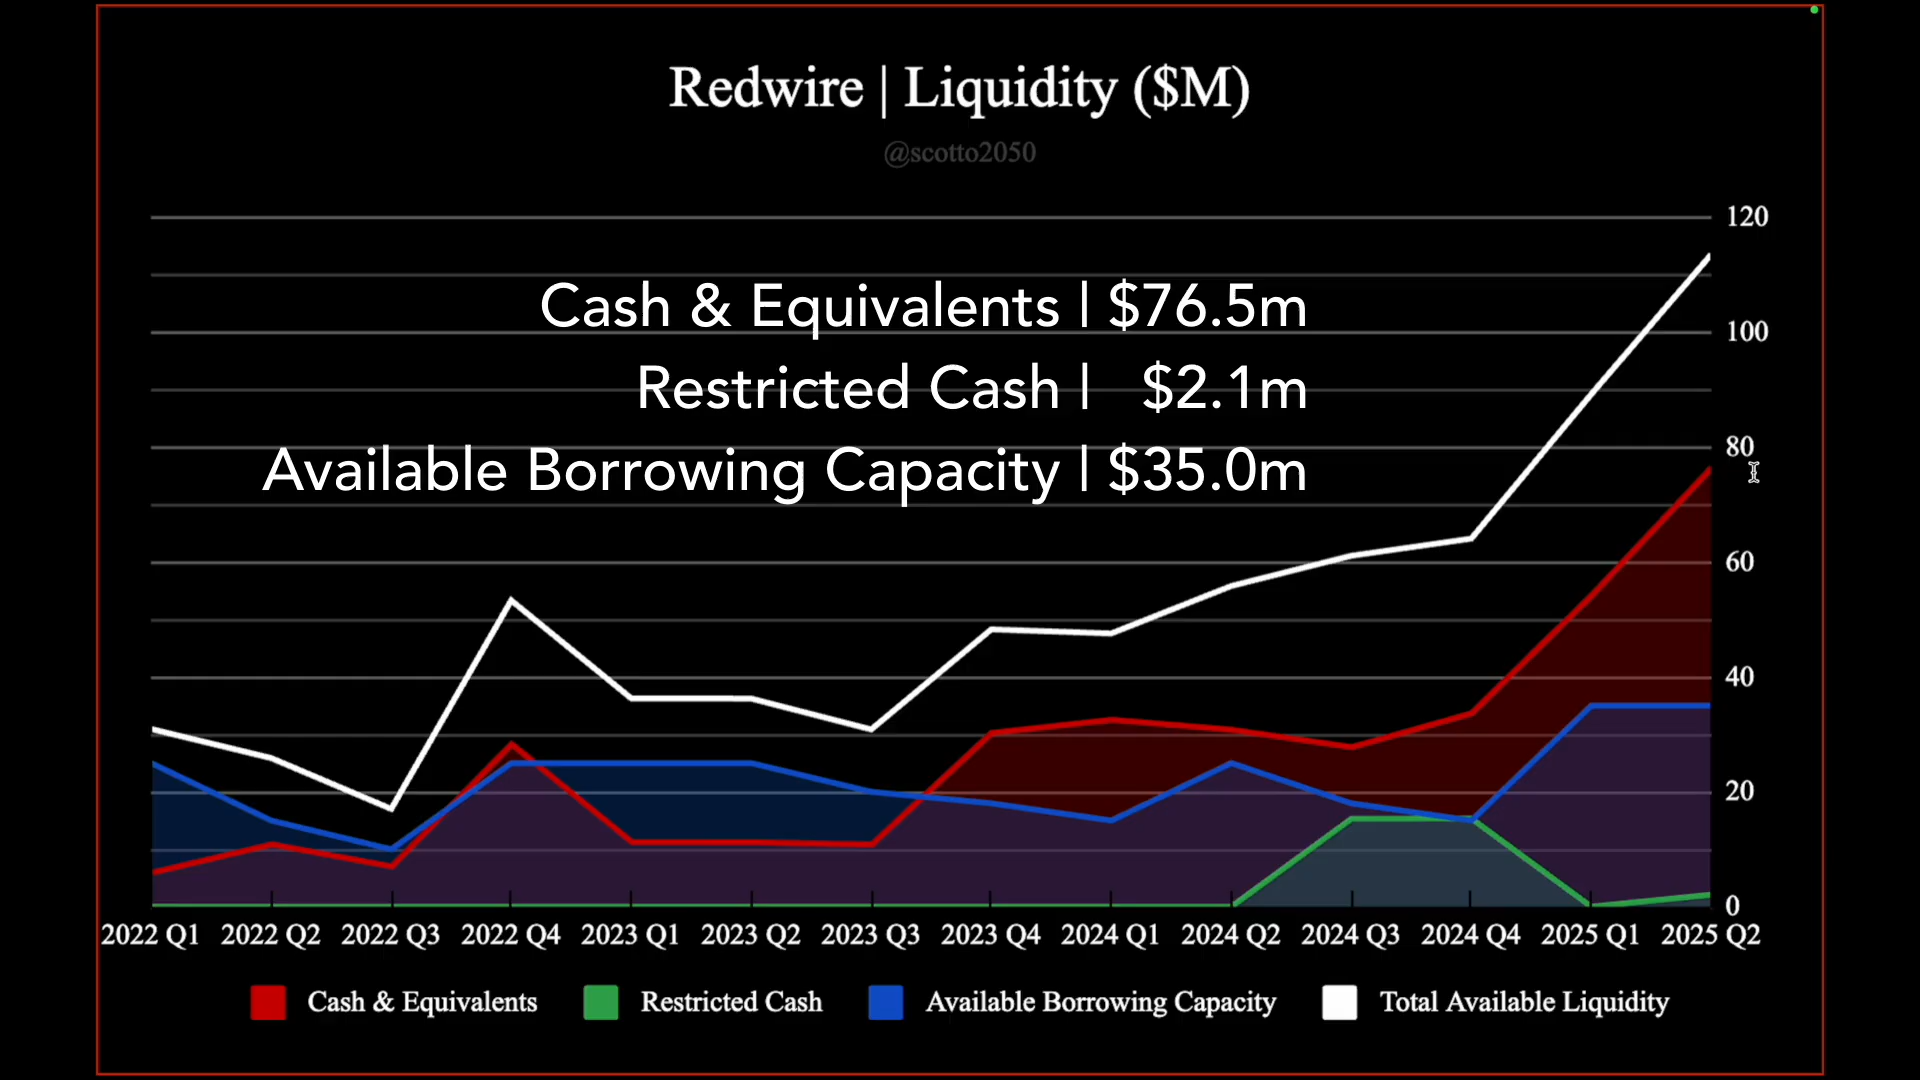 Redwire | Liquidity ($M)
@scotto2050
120
Cash & Equivalents | $76.5m
100
Restricted Cash | $2.1m
80
Available Borrowing Capacity | $35.0m
60
40
20
0
2022 Q1 2022 Q2 2022 Q3 2022 Q4 2023 Q1 2023 Q2 2023 Q3 2023 Q4 2024 Q1 2024 Q2 2024 Q3 2024 Q4 2025 Q1 2025 Q2
Cash & Equivalents Restricted Cash Available Borrowing Capacity Total Available Liquidity